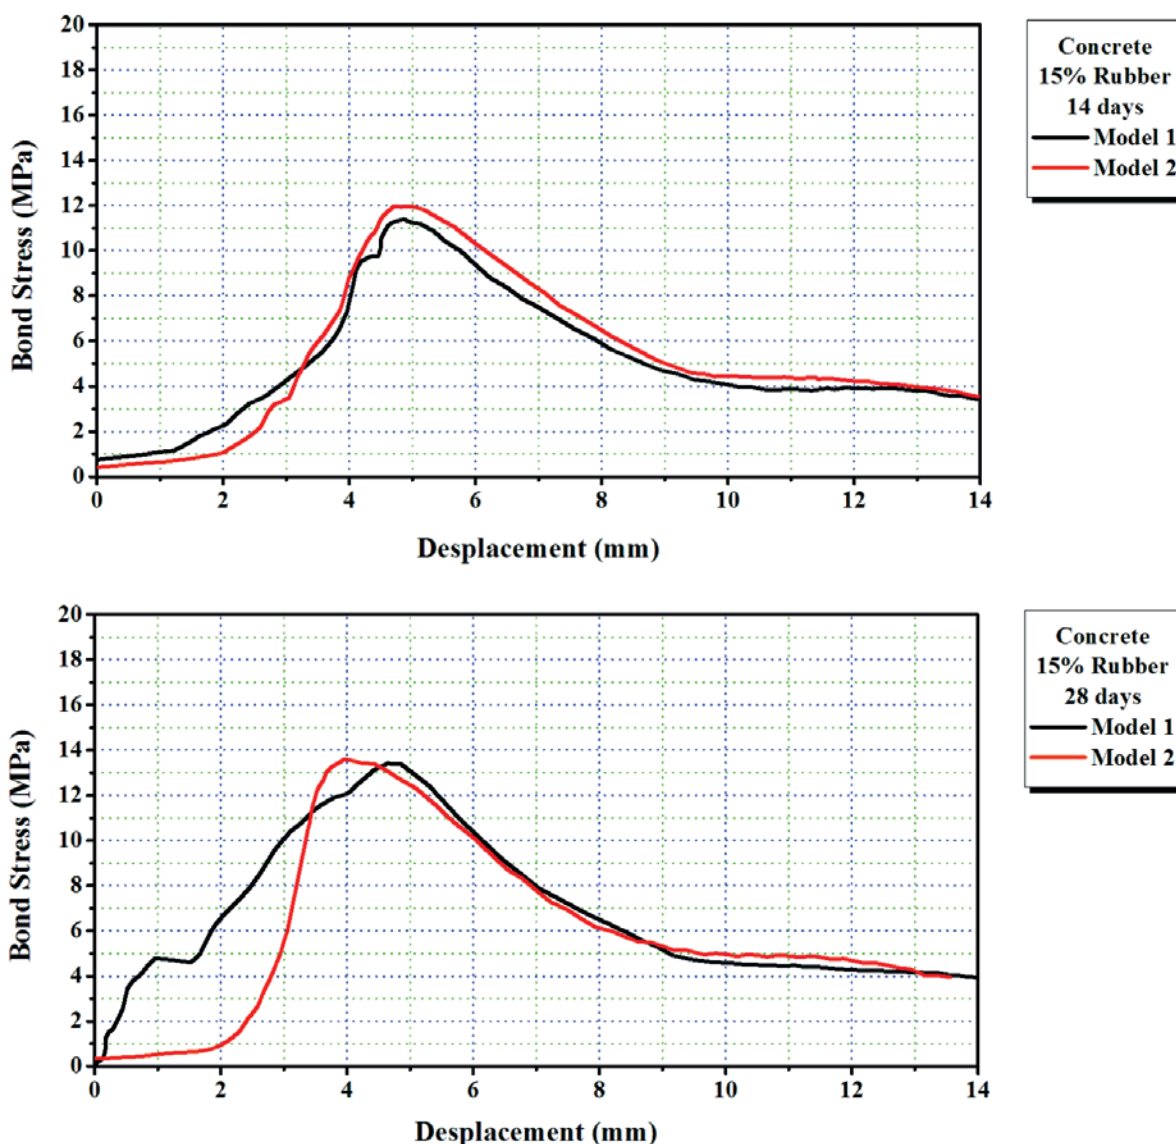 20
18
16
14
12
10
8
6
4
2
0
Bond Stress (MPa)
0 2 4 6 8 10 12 14
Desplacement (mm)
Concrete
15% Rubber
14 days
Model 1
Model 2
20
18
16
14
12
10
8
6
4
2
0
Bond Stress (MPa)
0 2 4 6 8 10 12 14
Desplacement (mm)
Concrete
15% Rubber
28 days
Model 1
Model 2